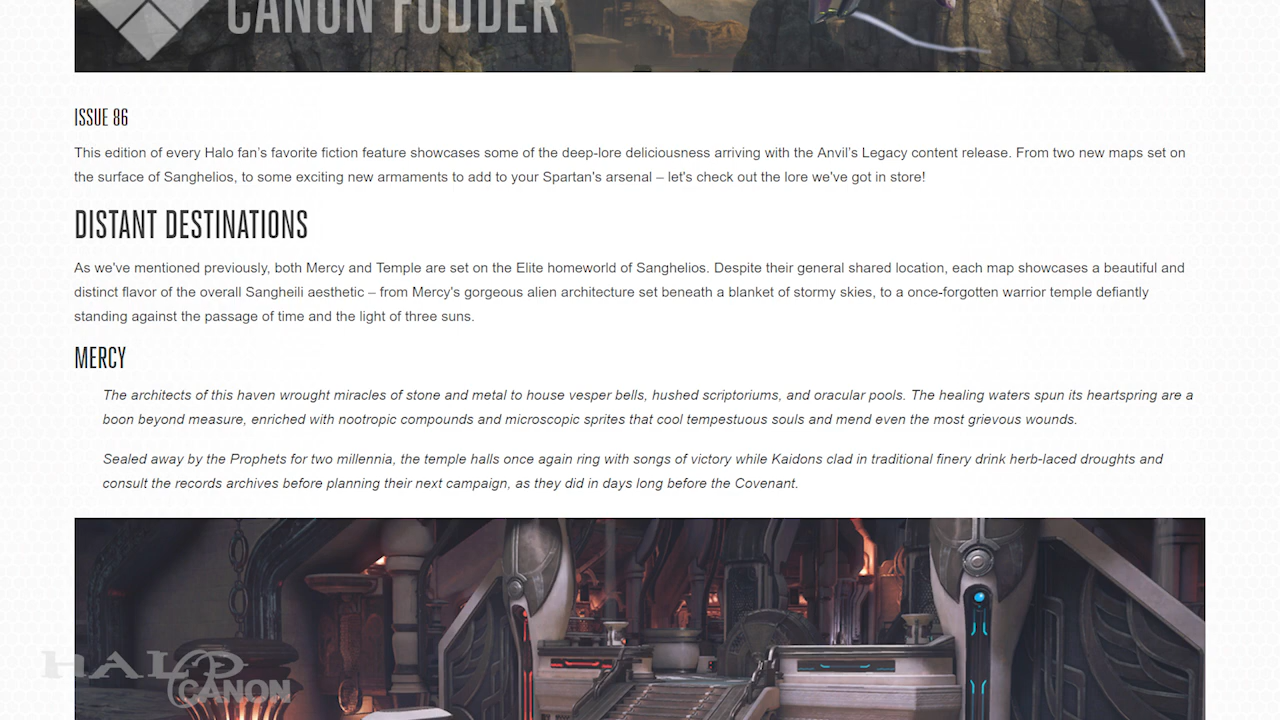 CANON FODDER
ISSUE 86
This edition of every Halo fan’s favorite fiction feature showcases some of the deep-lore deliciousness arriving with the Anvil’s Legacy content release. From two new maps set on
the surface of Sanghelios, to some exciting new armaments to add to your Spartan’s arsenal – let's check out the lore we've got in store!
DISTANT DESTINATIONS
As we've mentioned previously, both Mercy and Temple are set on the Elite homeworld of Sanghelios. Despite their general shared location, each map showcases a beautiful and
distinct flavor of the overall Sangheili aesthetic – from Mercy's gorgeous alien architecture set beneath a blanket of stormy skies, to a once-forgotten warrior temple defiantly
standing against the passage of time and the light of three suns.
MERCY
The architects of this haven wrought miracles of stone and metal to house vesper bells, hushed scriptoriums, and oracular pools. The healing waters spun its heartspring are a
boon beyond measure, enriched with nootropic compounds and microscopic sprites that cool tempestuous souls and mend even the most grievous wounds.
Sealed away by the Prophets for two millennia, the temple halls once again ring with songs of victory while Kaidons clad in traditional finery drink herb-laced droughts and
consult the records archives before planning their next campaign, as they did in days long before the Covenant.
HALO
CANON